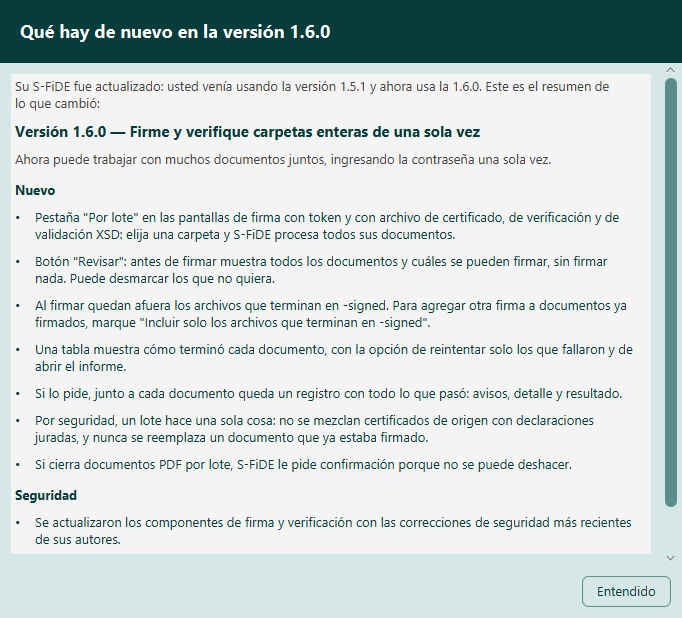 Qué hay de nuevo en la versión 1.6.0
Su S-FiDE fue actualizado: usted venía usando la versión 1.5.1 y ahora usa la 1.6.0. Este es el resumen de
lo que cambió:
Versión 1.6.0 — Firme y verifique carpetas enteras de una sola vez
Ahora puede trabajar con muchos documentos juntos, ingresando la contraseña una sola vez.
Nuevo
• Pestaña "Por lote" en las pantallas de firma con token y con archivo de certificado, de verificación y de
validación XSD: elija una carpeta y S-FiDE procesa todos sus documentos.
• Botón "Revisar": antes de firmar muestra todos los documentos y cuáles se pueden firmar, sin firmar
nada. Puede desmarcar los que no quiera.
• Al firmar quedan afuera los archivos que terminan en -signed. Para agregar otra firma a documentos ya
firmados, marque "Incluir solo los archivos que terminan en -signed".
• Una tabla muestra cómo terminó cada documento, con la opción de reintentar solo los que fallaron y de
abrir el informe.
• Si lo pide, junto a cada documento queda un registro con todo lo que pasó: avisos, detalle y resultado.
• Por seguridad, un lote hace una sola cosa: no se mezclan certificados de origen con declaraciones
juradas, y nunca se reemplaza un documento que ya estaba firmado.
• Si cierra documentos PDF por lote, S-FiDE le pide confirmación porque no se puede deshacer.
Seguridad
• Se actualizaron los componentes de firma y verificación con las correcciones de seguridad más recientes
de sus autores.
Entendido